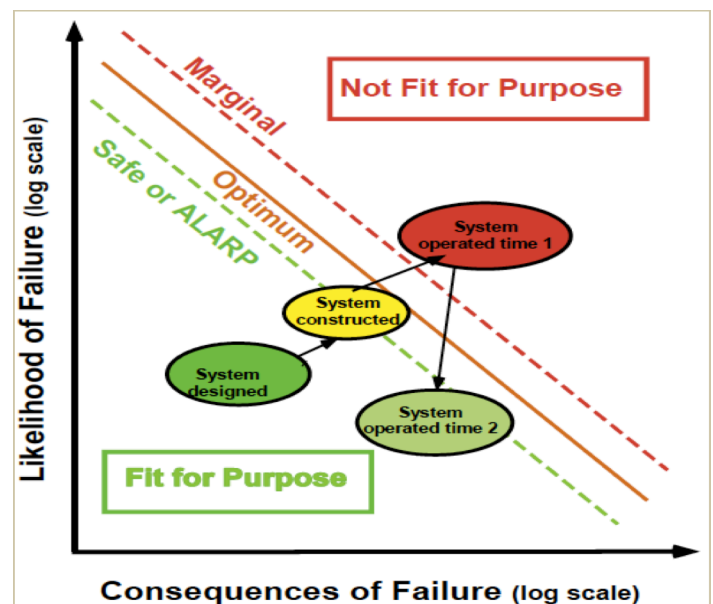 Likelihood of Failure (log scale)
Marginal
Optimum
Safe or ALARP
Not Fit for Purpose
System
operated time 1
System
constructed
System
designed
System
operated time 2
Fit for Purpose
Consequences of Failure (log scale)